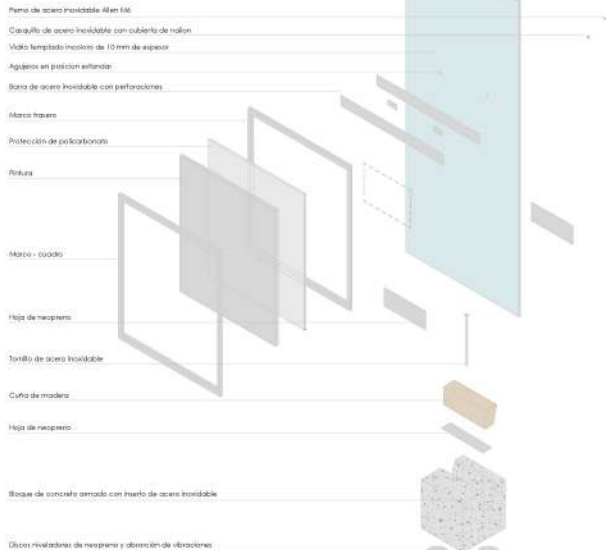 Perno de acero inoxidable Allen M6
Casquillo de acero inoxidable con cubierta de nailon
Vidrio templado incoloro de 10 mm de espesor
Agujeros en posicion estandar
Barra de acero inoxidable con perforaciones
Marco trasero
Protección de policarbonato
Pintura
Marco - cuadro
Hoja de neopreno
Tornillo de acero inoxidable
Cuña de madera
Hoja de neopreno
Bloque de concreto armado con inserto de acero inoxidable
Discos niveladores de neopreno y absorción de vibraciones